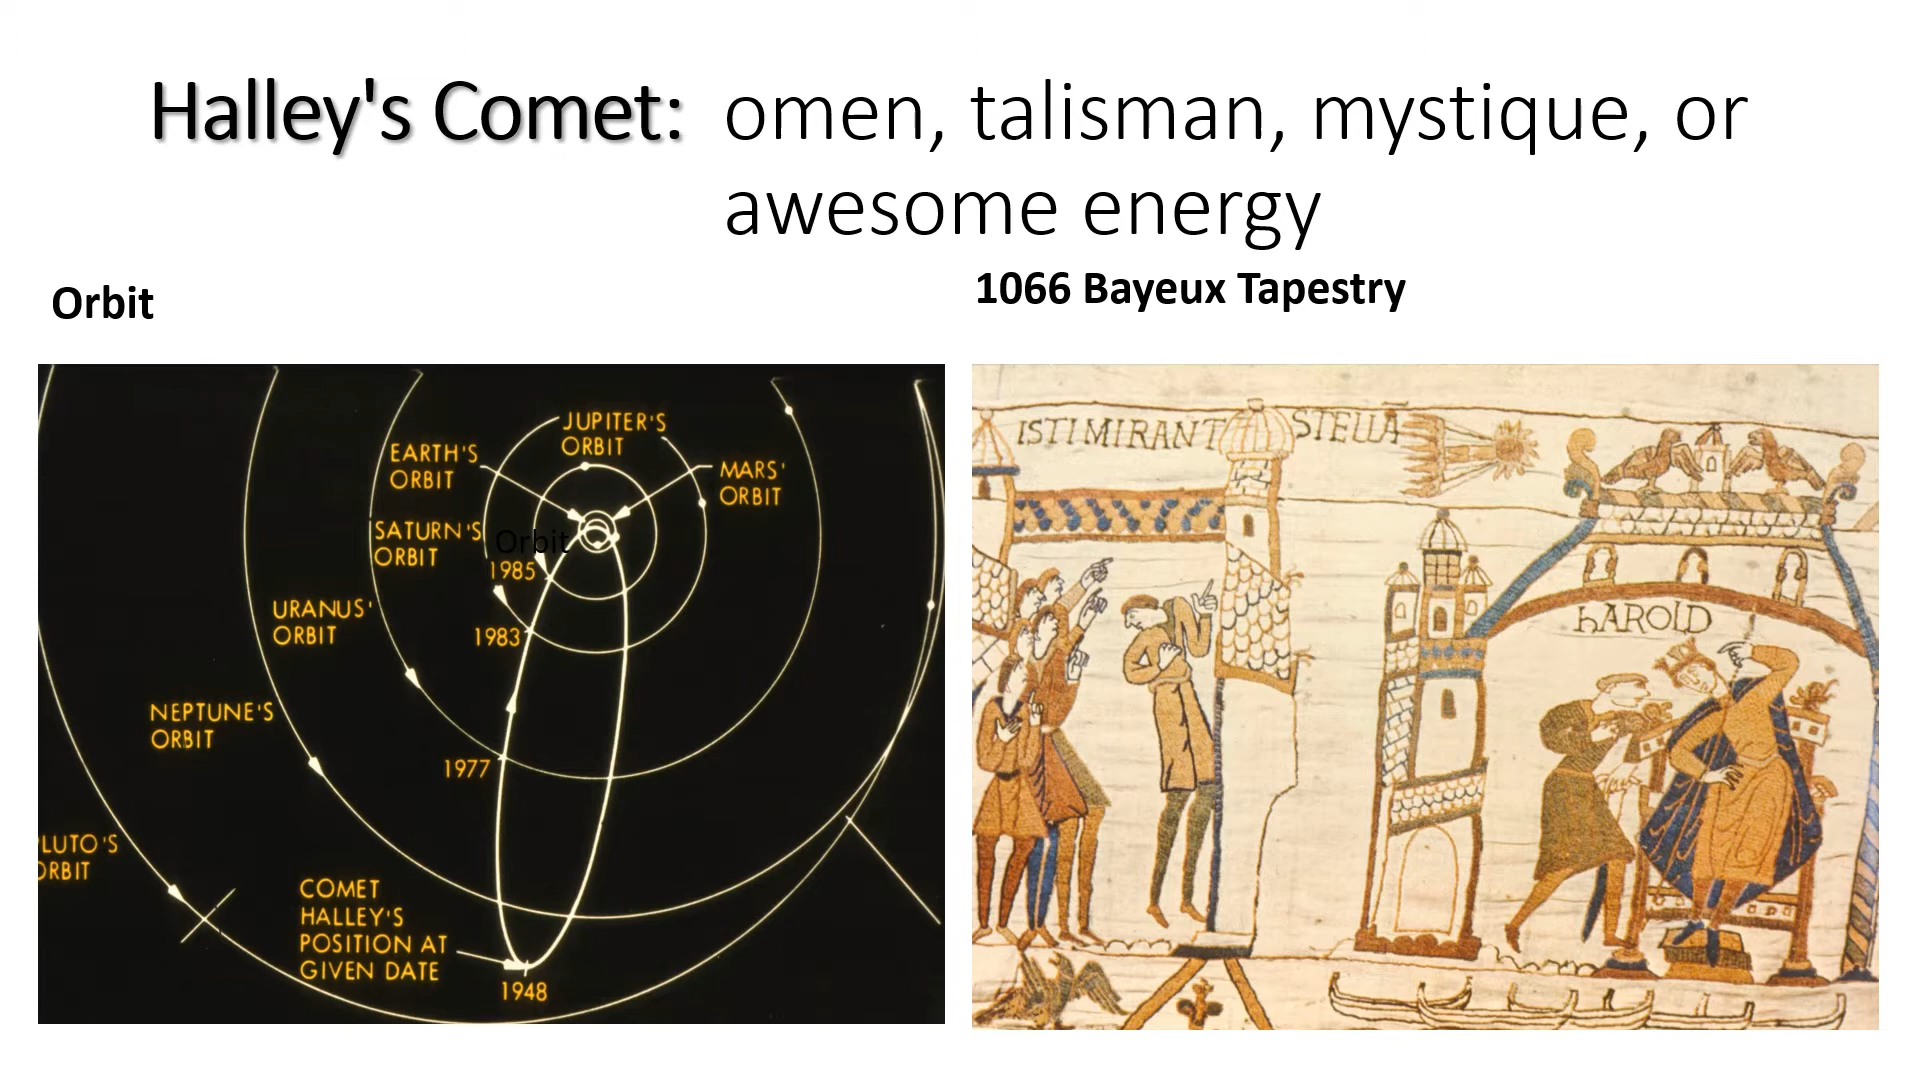 Halley's Comet: omen, talisman, mystique, or
awesome energy
Orbit
1066 Bayeux Tapestry
JUPITER'S
ORBIT
EARTH'S
ORBIT
MARS'
ORBIT
SATURN'S
ORBIT
Orbit
1985
URANUS'
ORBIT
1983
NEPTUNE'S
ORBIT
1977
LUTO'S
ORBIT
COMET
HALLEY'S
POSITION AT
GIVEN DATE
1948
ISTI MIRANT STELLĀ
hAROLD